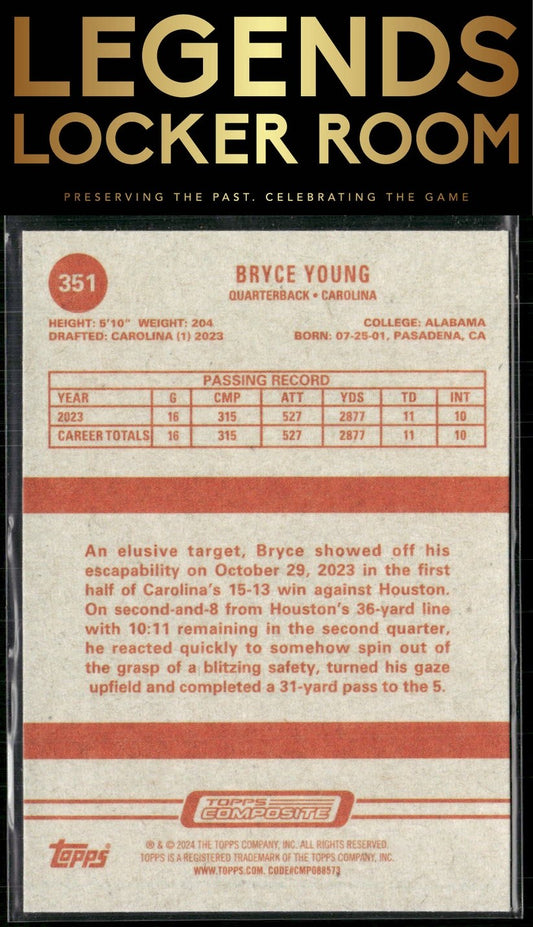 LEGENDS
LOCKER ROOM
PRESERVING THE PAST. CELEBRATING THE GAME
351
BRYCE YOUNG
QUARTERBACK • CAROLINA
HEIGHT: 5'10" WEIGHT: 204 COLLEGE: ALABAMA
DRAFTED: CAROLINA (1) 2023 BORN: 07-25-01, PASADENA, CA
PASSING RECORD
YEAR G CMP ATT YDS TD INT
2023 16 315 527 2877 11 10
CAREER TOTALS 16 315 527 2877 11 10
An elusive target, Bryce showed off his
escapability on October 29, 2023 in the first
half of Carolina's 15-13 win against Houston.
On second-and-8 from Houston's 36-yard line
with 10:11 remaining in the second quarter,
he reacted quickly to somehow spin out of
the grasp of a blitzing safety, turned his gaze
upfield and completed a 31-yard pass to the 5.
TOPPS
COMPOSITE
Topps
® & © 2024 THE TOPPS COMPANY, INC. ALL RIGHTS RESERVED.
TOPPS IS A REGISTERED TRADEMARK OF THE TOPPS COMPANY, INC.
WWW.TOPPS.COM. CODE#CMP088573